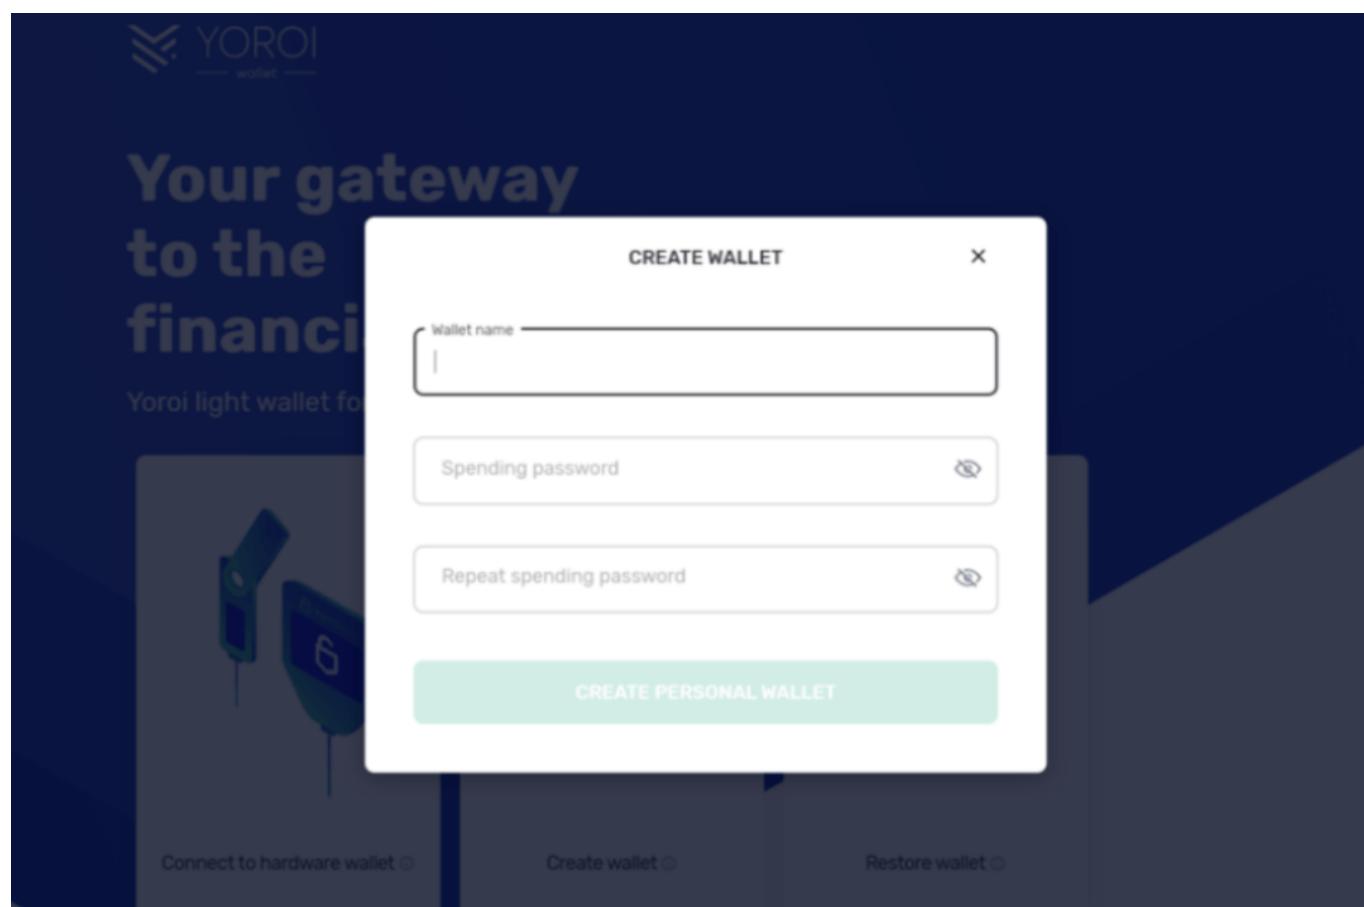 YOROI
wallet
Your gateway
to the
financi
Yoroi light wallet fo
CREATE WALLET
Wallet name
Spending password
Repeat spending password
CREATE PERSONAL WALLET
Connect to hardware wallet
Create wallet
Restore wallet